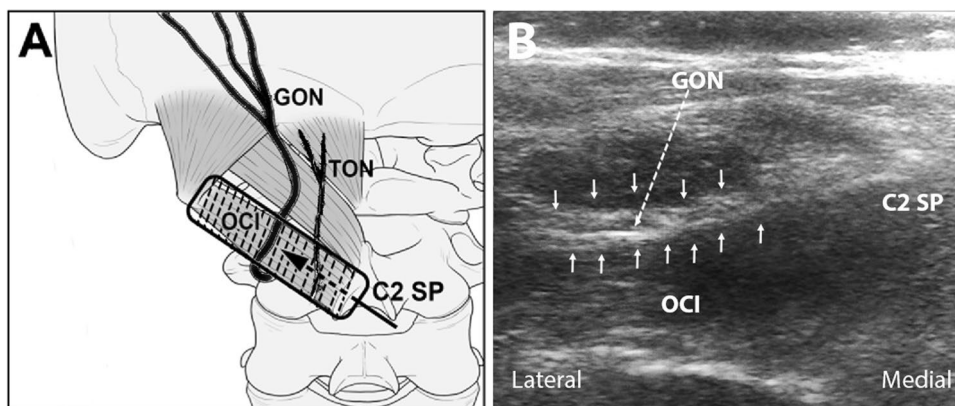 A
GON
TON
OCI
C2 SP
B
GON
C2 SP
OCI
Lateral
Medial